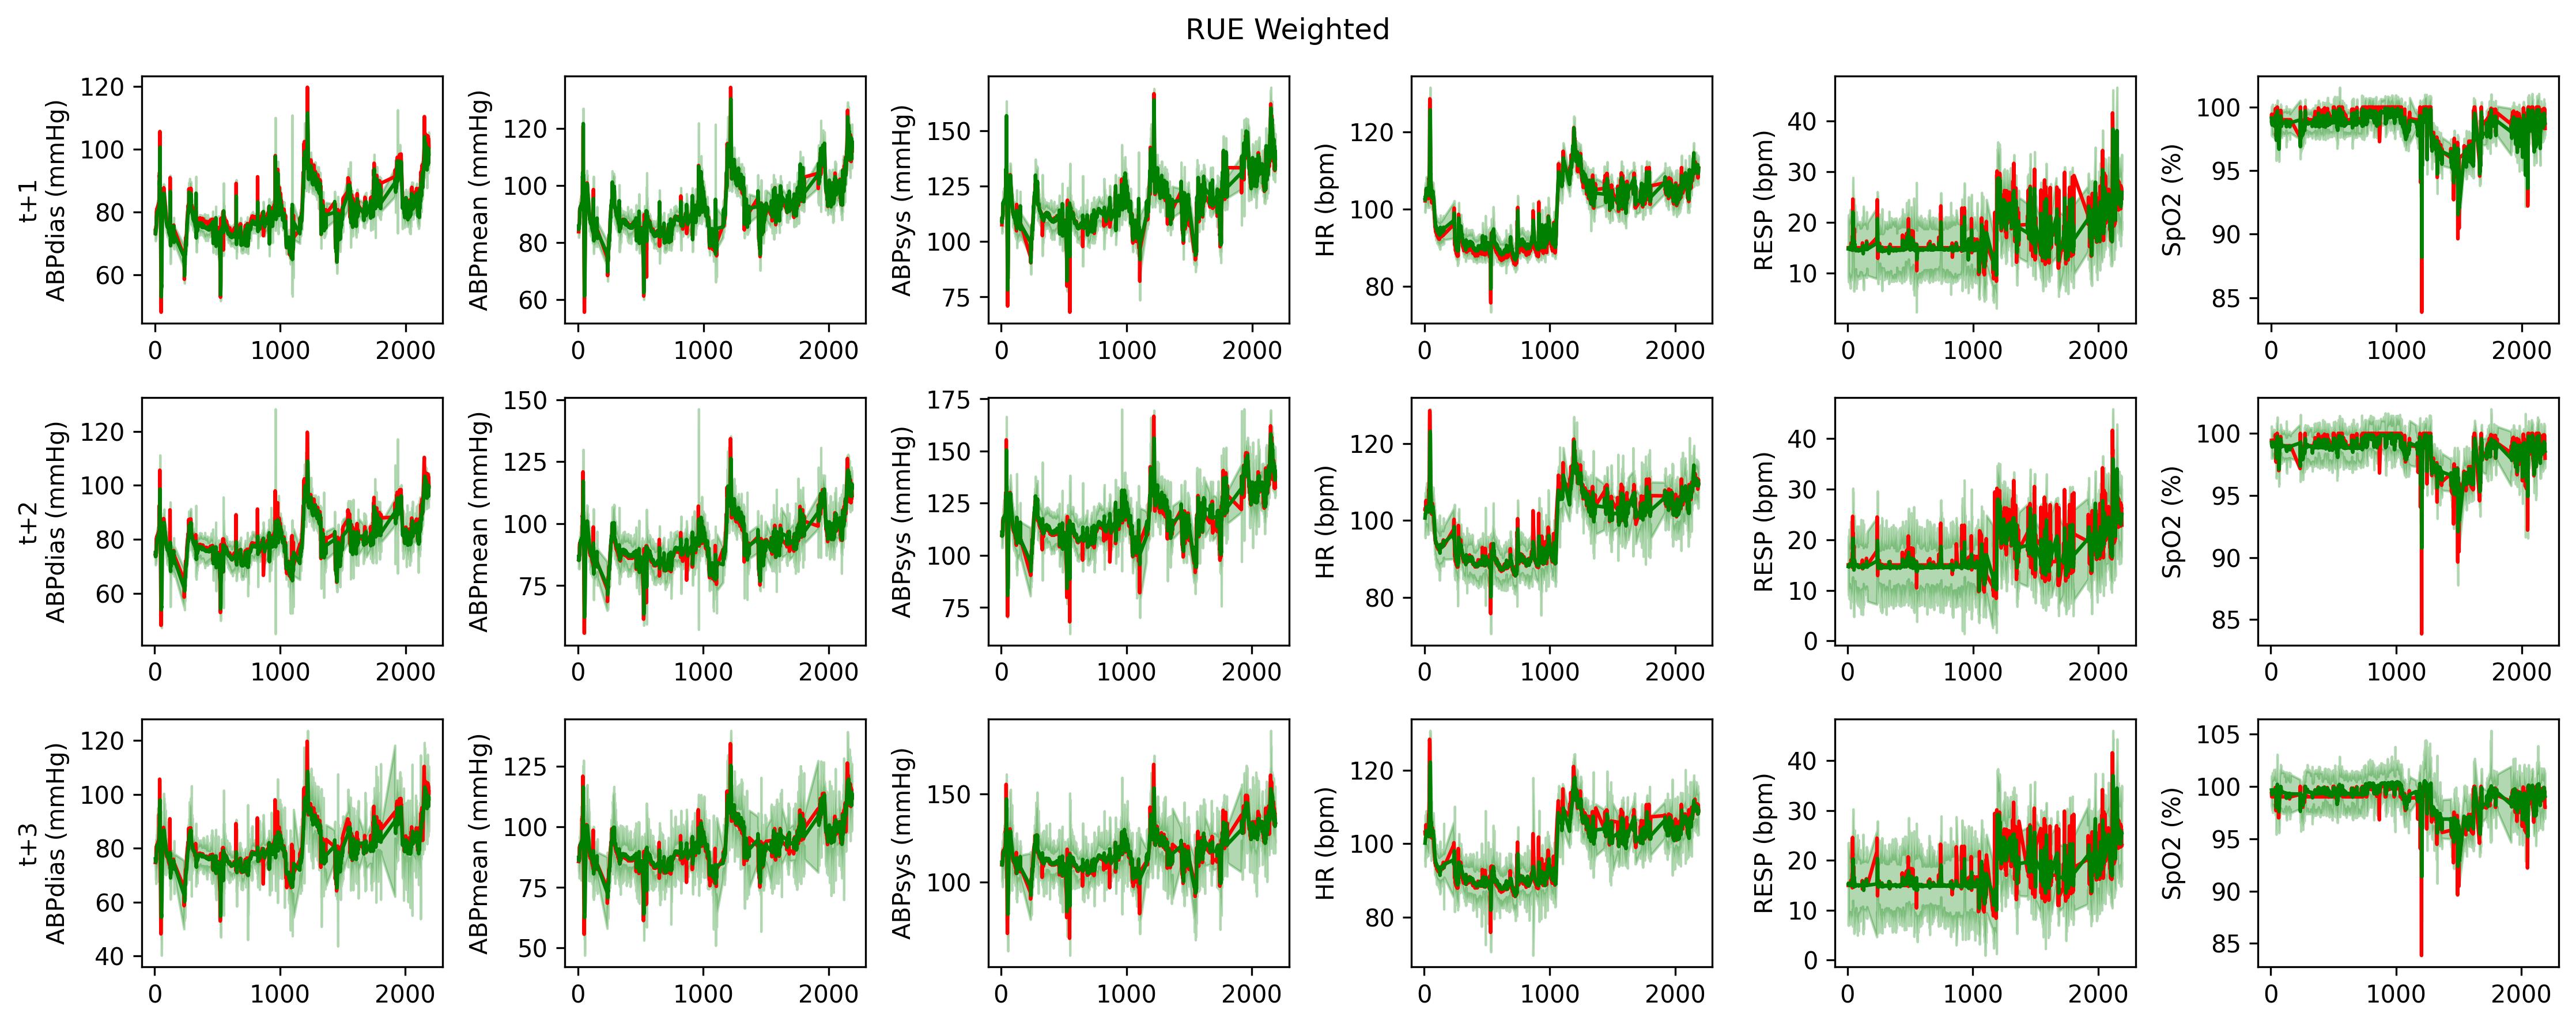 RUE Weighted
t+1
ABPdias (mmHg)
120
100
80
60
0 1000 2000
ABPmean (mmHg)
120
100
80
60
0 1000 2000
ABPsys (mmHg)
150
125
100
75
0 1000 2000
HR (bpm)
120
100
80
0 1000 2000
RESP (bpm)
40
30
20
10
0 1000 2000
SpO2 (%)
100
95
90
85
0 1000 2000
t+2
ABPdias (mmHg)
120
100
80
60
0 1000 2000
ABPmean (mmHg)
150
125
100
75
0 1000 2000
ABPsys (mmHg)
175
150
125
100
75
0 1000 2000
HR (bpm)
120
100
80
0 1000 2000
RESP (bpm)
40
30
20
10
0
0 1000 2000
SpO2 (%)
100
95
90
85
0 1000 2000
t+3
ABPdias (mmHg)
120
100
80
60
40
0 1000 2000
ABPmean (mmHg)
125
100
75
50
0 1000 2000
ABPsys (mmHg)
150
100
0 1000 2000
HR (bpm)
120
100
80
0 1000 2000
RESP (bpm)
40
30
20
10
0
0 1000 2000
SpO2 (%)
105
100
95
90
85
0 1000 2000